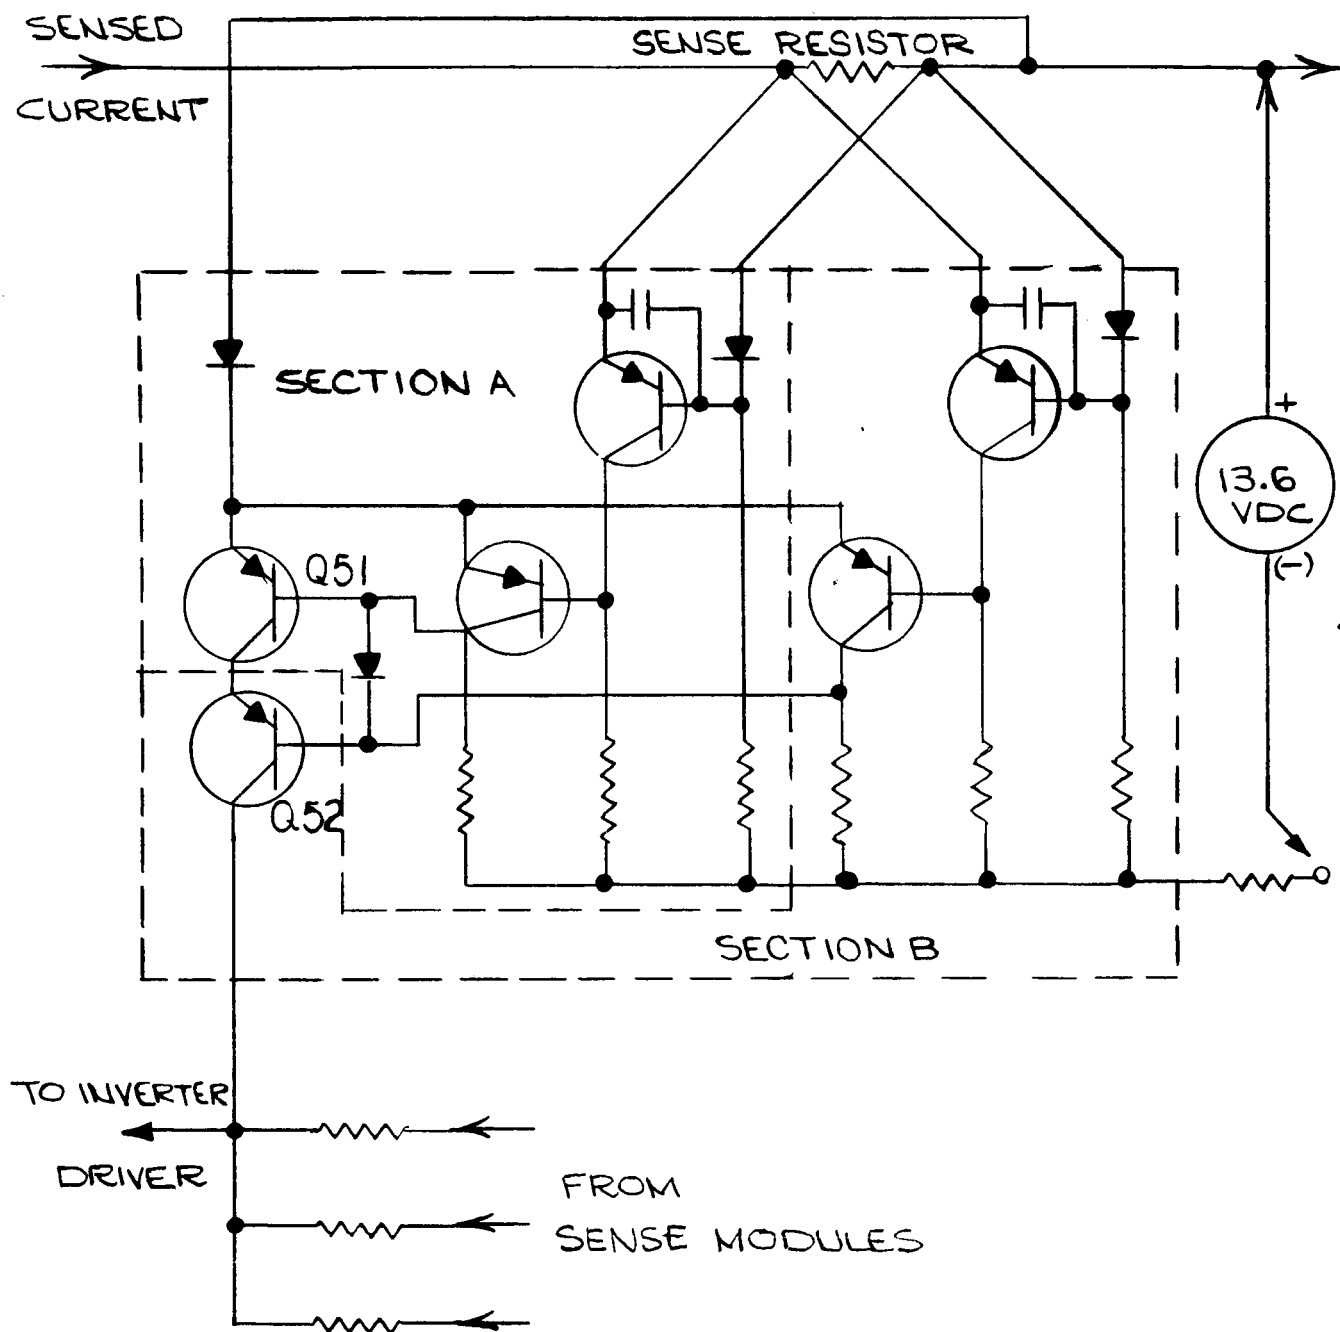 SENSED
CURRENT
SENSE RESISTOR
SECTION A
+
13.6
VDC
(-)
Q51
Q52
SECTION B
TO INVERTER
DRIVER
FROM
SENSE MODULES